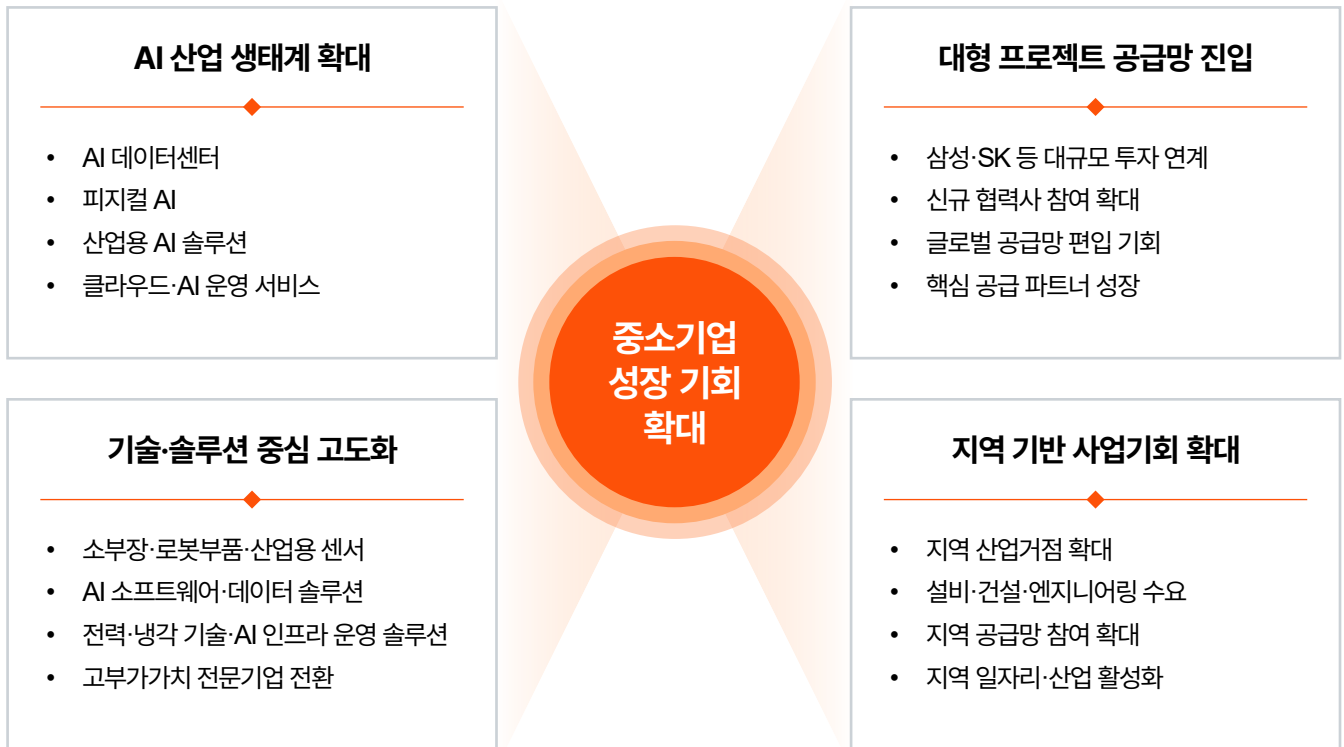 AI 산업 생태계 확대
• AI 데이터센터
• 피지컬 AI
• 산업용 AI 솔루션
• 클라우드·AI 운영 서비스
대형 프로젝트 공급망 진입
• 삼성·SK 등 대규모 투자 연계
• 신규 협력사 참여 확대
• 글로벌 공급망 편입 기회
• 핵심 공급 파트너 성장
중소기업
성장 기회
확대
기술·솔루션 중심 고도화
• 소부장·로봇부품·산업용 센서
• AI 소프트웨어·데이터 솔루션
• 전력·냉각 기술·AI 인프라 운영 솔루션
• 고부가가치 전문기업 전환
지역 기반 사업기회 확대
• 지역 산업거점 확대
• 설비·건설·엔지니어링 수요
• 지역 공급망 참여 확대
• 지역 일자리·산업 활성화